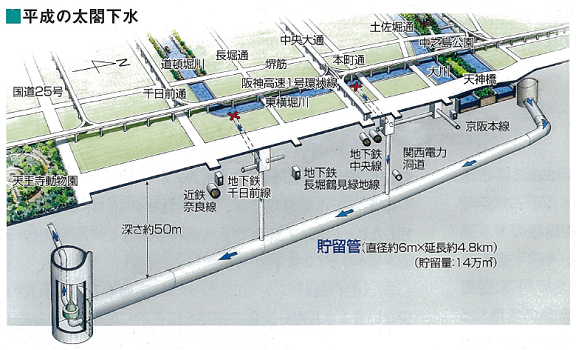 ■平成の太閤下水
土佐堀通
中之島公園
中央大通
本町通
堺筋
長堀通
道頓堀川
大川
天神橋
阪神高速1号環状線
千日前通
東横堀川
国道25号
N
京阪本線
関西電力
洞道
地下鉄
中央線
地下鉄
長堀鶴見緑地線
地下鉄
千日前線
近鉄
奈良線
天王寺動物園
深さ約50m
貯留管(直径約6m×延長約4.8km)
(貯留量:14万㎥)